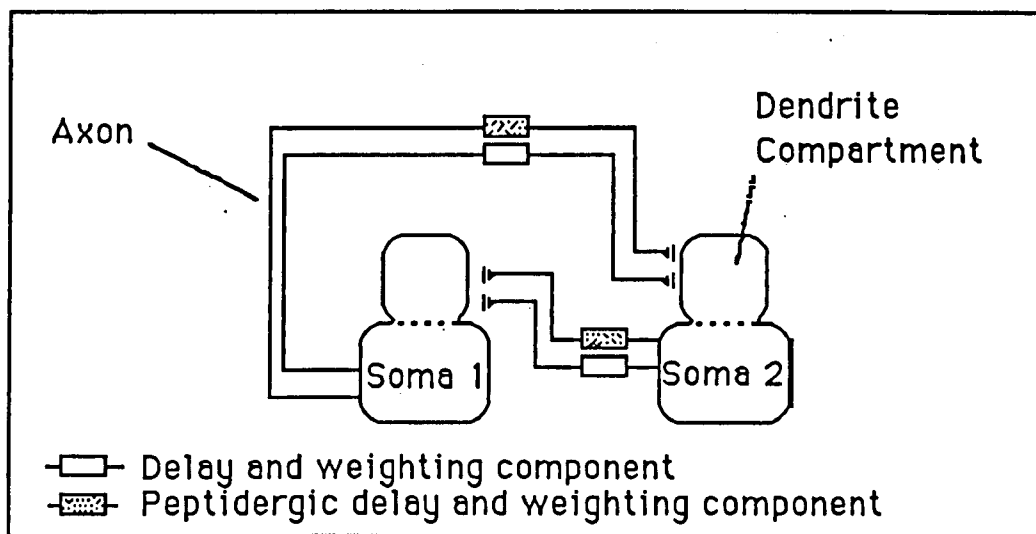 Axon
Dendrite
Compartment
Soma 1
Soma 2
Delay and weighting component
Peptidergic delay and weighting component